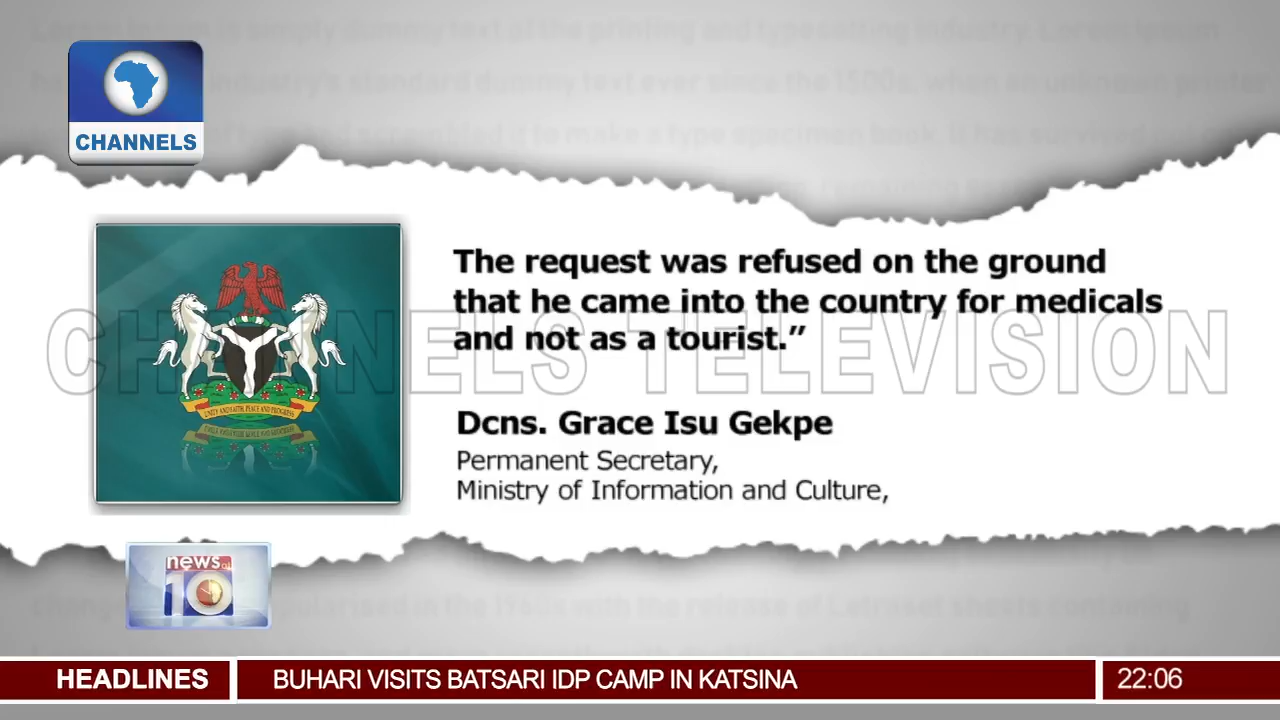 CHANNELS
The request was refused on the ground
that he came into the country for medicals
and not as a tourist.”
CHANNELS TELEVISION
Dcns. Grace Isu Gekpe
Permanent Secretary,
Ministry of Information and Culture,
UNITY AND FAITH, PEACE AND PROGRESS
news at
10
HEADLINES
BUHARI VISITS BATSARI IDP CAMP IN KATSINA
22:06